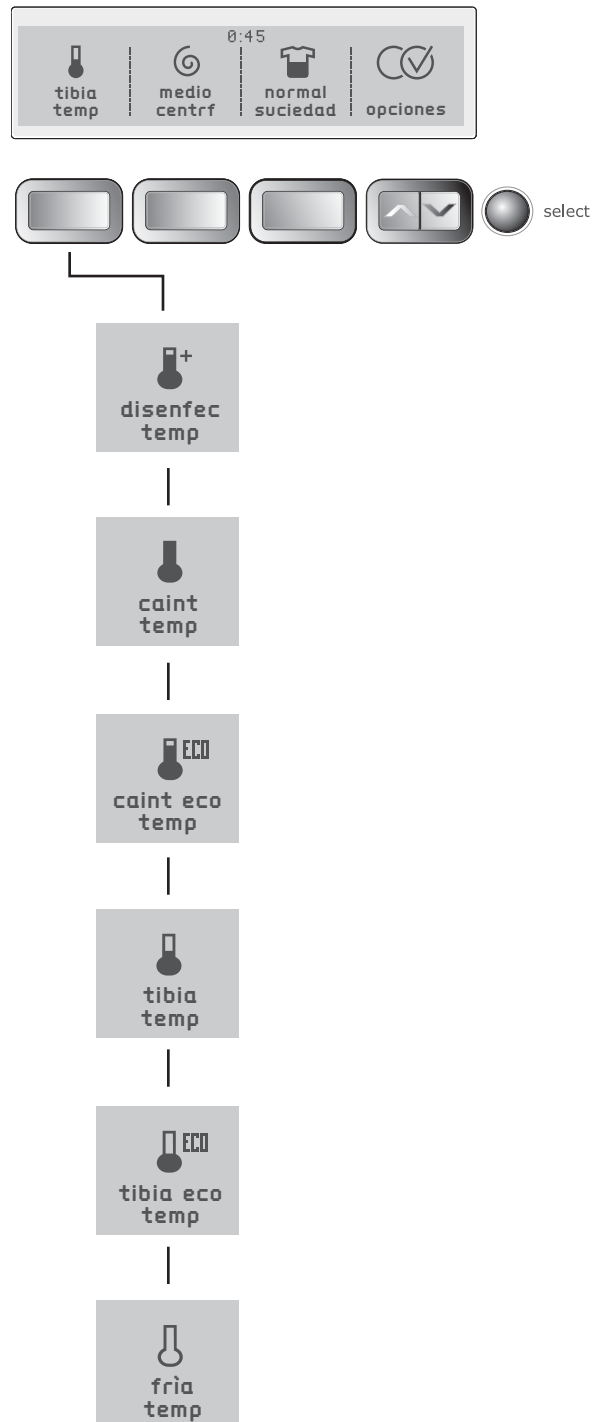 0:45
tibia medio normal
temp centrf suciedad opciones
select
disenfec
temp
caint
temp
ECO
caint eco
temp
tibia
temp
ECO
tibia eco
temp
frìa
temp